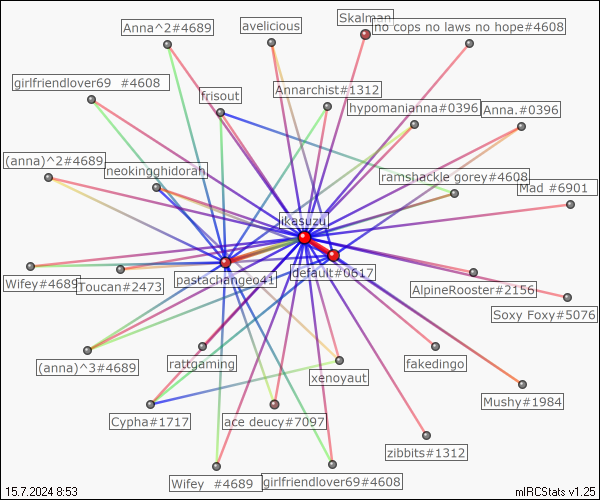 Skalman
Anna^2#4689
avelicious
no cops no laws no hope#4608
girlfriendlover69 #4608
Annarchist#1312
frisout
hypomanianna#0396
Anna.#0396
(anna)^2#4689
neokingghidorah
ramshackle gorey#4608
Mad #6901
likasuzu
Wifey#4689
Toucan#2473
pastachangeo41
default#0617
AlpineRooster#2156
Soxy Foxy#5076
(anna)^3#4689
rattgaming
xenoyaut
fakedingo
Mushy#1984
Cypha#1717
ace deucy#7097
zibbits#1312
Wifey #4689
girlfriendlover69#4608
15.7.2024 8:53
mIRCStats v1.25